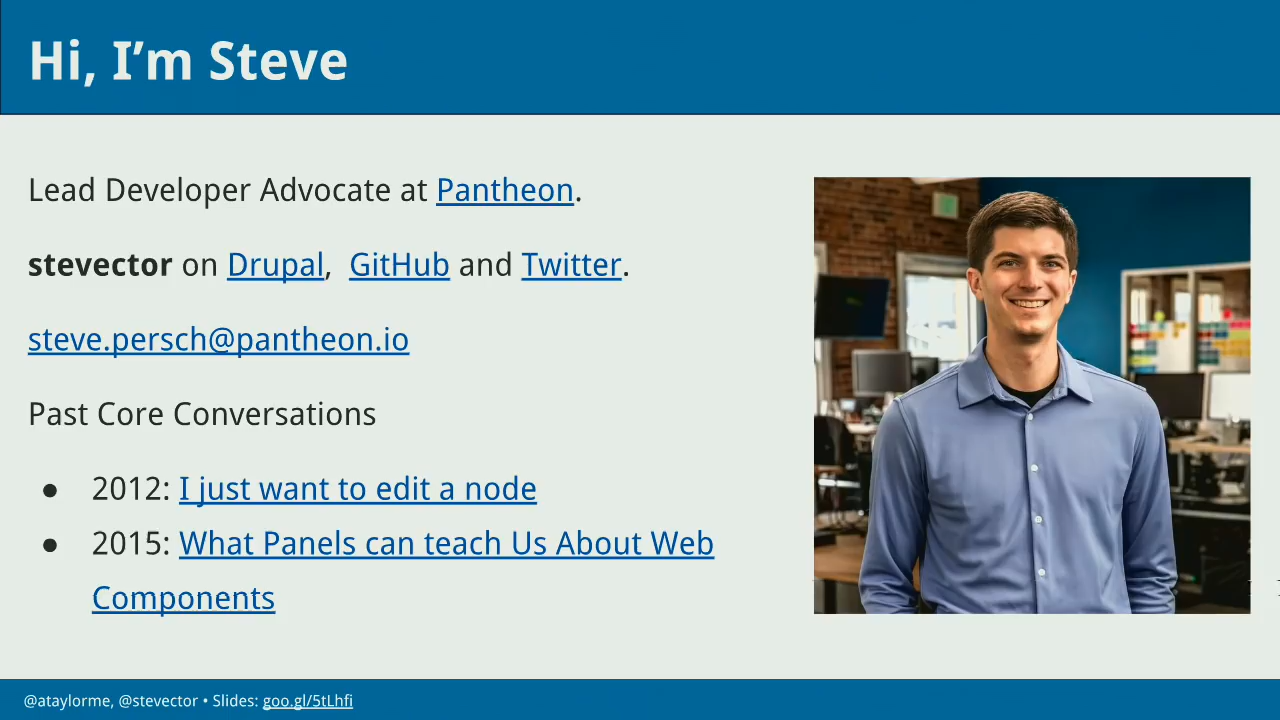 Hi, I’m Steve
Lead Developer Advocate at Pantheon.
stevector on Drupal,  GitHub and Twitter.
steve.persch@pantheon.io
Past Core Conversations
● 2012: I just want to edit a node
● 2015: What Panels can teach Us About Web
Components
@ataylorme, @stevector • Slides: goo.gl/5tLhfi